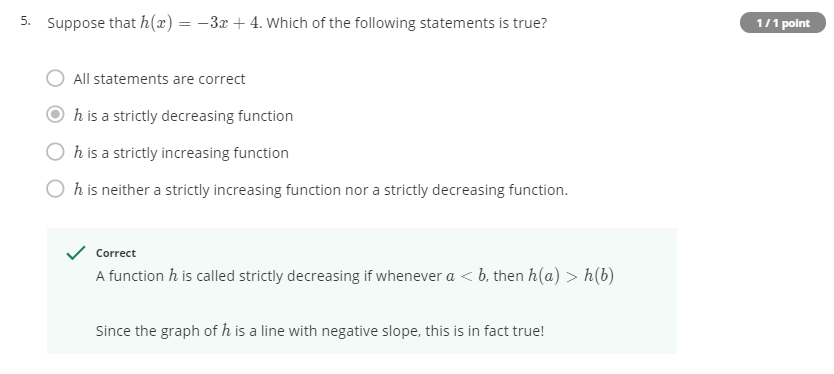 5. Suppose that h(x) = −3x + 4. Which of the following statements is true?
1 / 1 point
All statements are correct
h is a strictly decreasing function
h is a strictly increasing function
h is neither a strictly increasing function nor a strictly decreasing function.
Correct
A function h is called strictly decreasing if whenever a < b, then h(a) > h(b)
Since the graph of h is a line with negative slope, this is in fact true!